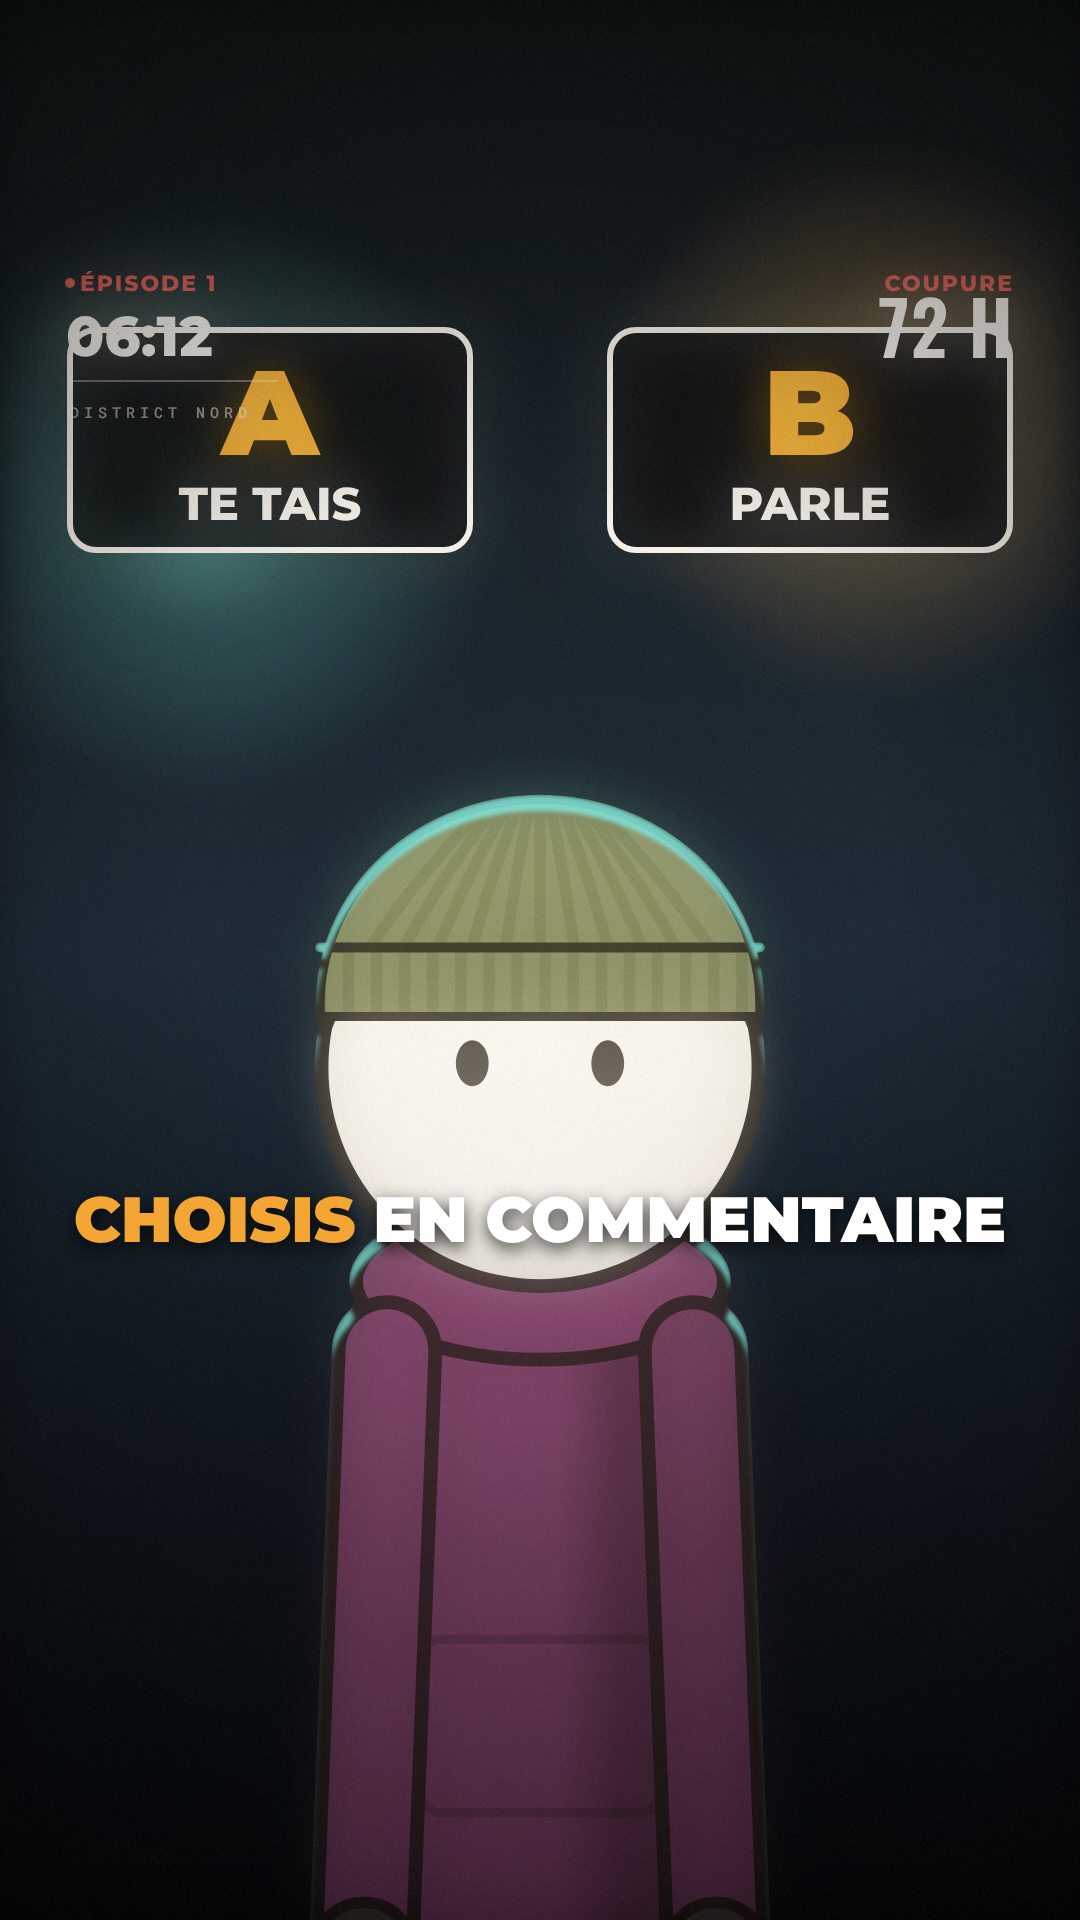 •ÉPISODE 1
COUPURE
06:12
72 H
DISTRICT NORD
A
B
TE TAIS
PARLE
CHOISIS EN COMMENTAIRE